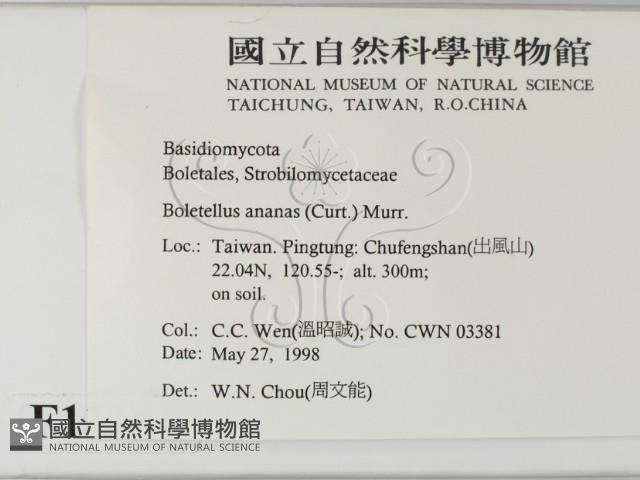 國立自然科學博物館
NATIONAL MUSEUM OF NATURAL SCIENCE
TAICHUNG, TAIWAN, R.O.CHINA
Basidiomycota
Boletales, Strobilomycetaceae
Boletellus ananas (Curt.) Murr.
Loc.: Taiwan. Pingtung: Chufengshan(出風山)
22.04N, 120.55-; alt. 300m;
on soil.
Col.: C.C. Wen(溫昭誠); No. CWN 03381
Date: May 27, 1998
Det.: W.N. Chou(周文能)
國立自然科學博物館
NATIONAL MUSEUM OF NATURAL SCIENCE